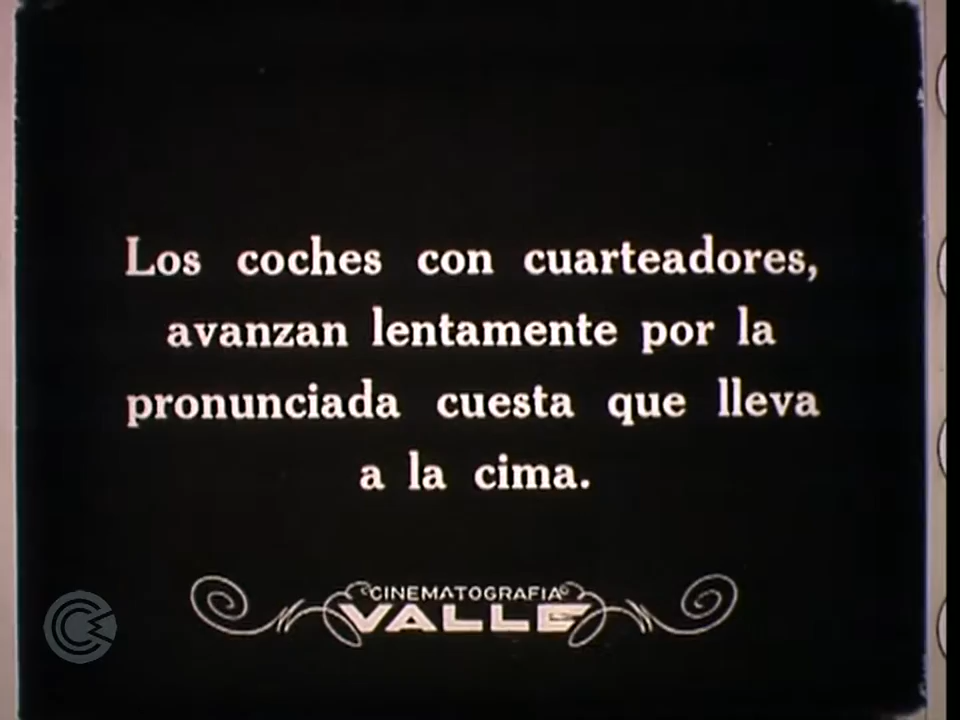 Los coches con cuarteadores,
avanzan lentamente por la
pronunciada cuesta que lleva
a la cima.
CINEMATOGRAFIA
VALLE